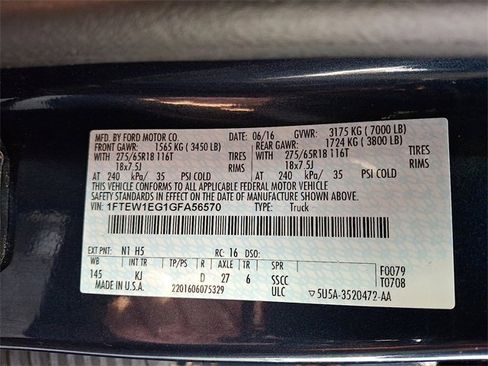 MFD. BY FORD MOTOR CO.
DATE: 06/16 GVWR: 3175 KG ( 7000 LB)
FRONT GAWR: 1565 KG ( 3450 LB) REAR GAWR: 1724 KG ( 3800 LB)
WITH 275/65R18 116T TIRES WITH 275/65R18 116T TIRES
18x7.5J RIMS 18x7.5J RIMS
AT 240 kPa/ 35 PSI COLD AT 240 kPa/ 35 PSI COLD
THIS VEHICLE CONFORMS TO ALL APPLICABLE FEDERAL MOTOR VEHICLE
SAFETY STANDARDS IN EFFECT ON THE DATE OF MANUFACTURE SHOWN ABOVE.
VIN: 1FTEW1EG1GFA56570 TYPE: Truck
EXT PNT: N1 H5 RC: 16 DSO:
WB INT TR TP/PS R AXLE TR SPR
145 KJ D 27 6 SSCC F0079
MADE IN U.S.A. 2201606075329 ULC T0708
▽5U5A-3520472-AA